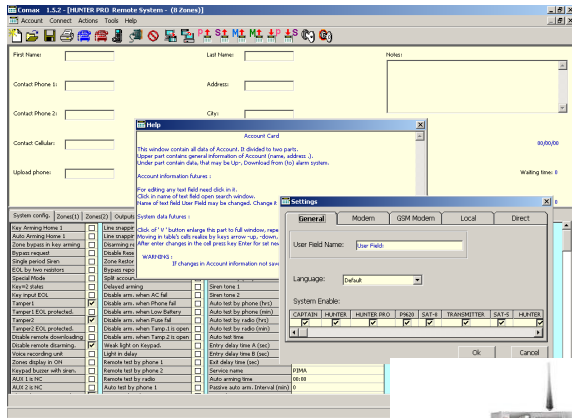 Comax 1.5.2 - [HUNTER PRO Remote System - (8 Zones)]
Account Connect Actions Tools Help
First Name:
Last Name:
Notes:
Contact Phone 1:
Address:
Contact Phone 2:
City:
Contact Cellular:
00/00/00
Upload phone:
Waiting time: 0
Help
Account Card
This window contain all data of Account. It divided to two parts.
Upper part contains general information of Account (name, address .).
Under part contain data, that may be Up-, Download from (to) alarm system.
Account information futures :
For editing any text field need click in it.
Click in name of text field open search window.
Name of text field User Field may be changed. Change it
System data futures :
Click of ' V ' button enlarge this part to full window, repe
Moving in table's cells realize by keys arrow -up, -down,
After enter changes in the cell press key Enter for set new
WARNING :
If changes in Account information not save
Settings
General Modem GSM Modem Local Direct
User Field Name: User Field:
Language: Default
System Enable:
CAPTAIN HUNTER HUNTER PRO P9620 SAT-8 TRANSMITTER SAT-5 HUNTER
Ok Cancel
System config. Zones(1) Zones(2) Outputs
Key Arming Home 1 Line snappin
Auto Arming Home 1 Line snappin
Zone bypass in key arming Disarming re
Bypass request Disable Rese
Single period Siren Zone Restor
EOL by two resistors Bypass repo
Special Mode Split accoun
Key=2 states Delayed arming Siren tone 1
Key input EOL Disable arm. when AC fail Siren tone 2
Tamper1 Disable arm. when Phone fail Auto test by phone (hrs)
Tamper1 EOL protected. Disable arm. when Low Battery Auto test by phone (min)
Tamper2 Disable arm. when Fuse fail Auto test by radio (hrs)
Tamper2 EOL protected. Disable arm. when Tamp.1 is open Auto test by radio (min)
Disable remote downloading Disable arm. when Tamp.2 is open Auto test time
Disable remote disarming. Weak light on Keypad. Entry delay time A (sec)
Voice recording unit Light in delay Entry delay time B (sec)
Zones display in ON Remote test by phone 1 Exit delay time (sec)
Keypad buzzer with siren. Remote test by phone 2 Service name PIMA
AUX 1 is NC Remote test by radio Auto arming time 00:00
AUX 2 is NC Auto test by phone 1 Passive auto arm. Interval (min) 0